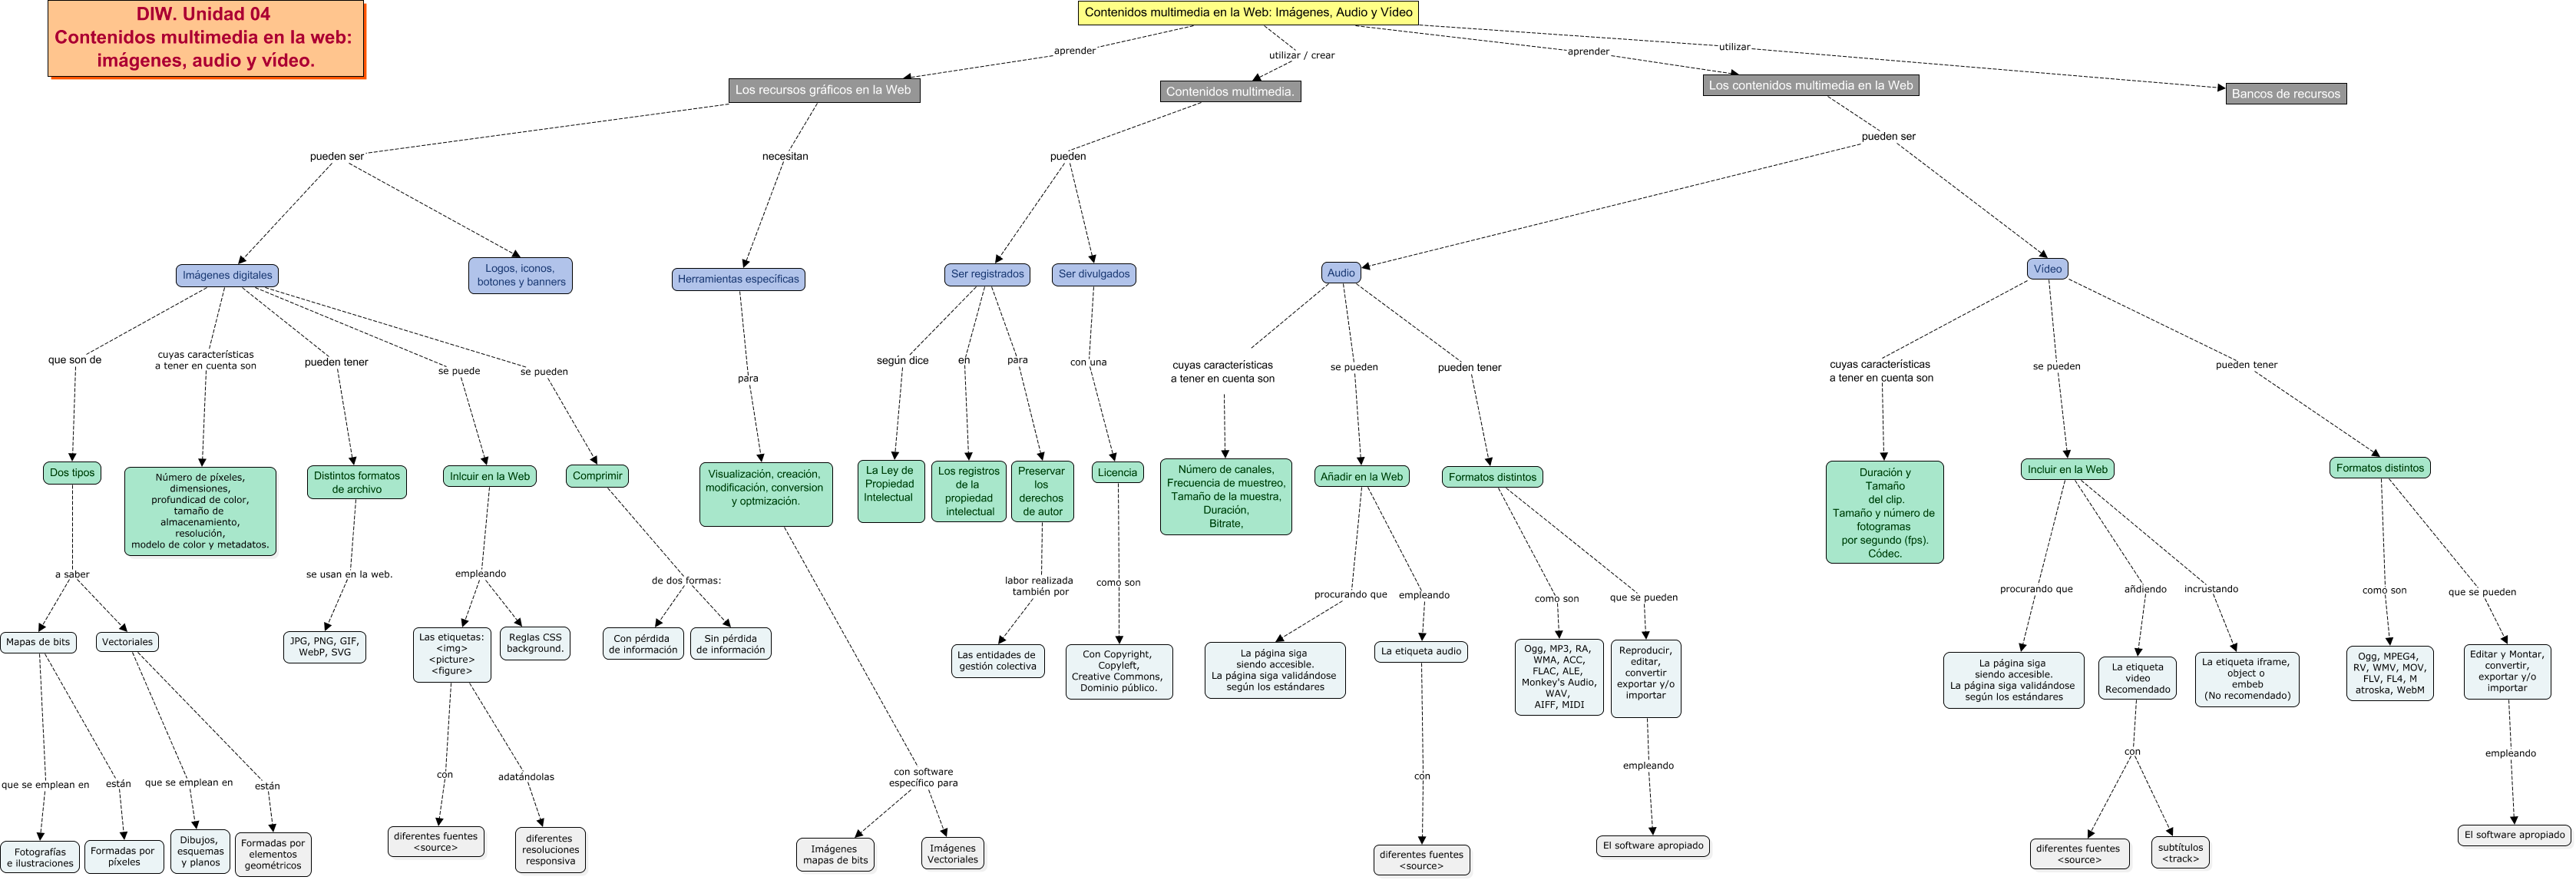 DIW. Unidad 04
Contenidos multimedia en la web:
imágenes, audio y vídeo.
Contenidos multimedia en la Web: Imágenes, Audio y Vídeo
aprender
utilizar / crear
aprender
utilizar
Los recursos gráficos en la Web
Contenidos multimedia.
Los contenidos multimedia en la Web
Bancos de recursos
pueden ser
necesitan
pueden
pueden ser
Imágenes digitales
Logos, iconos,
botones y banners
Herramientas específicas
Ser registrados
Ser divulgados
Audio
Vídeo
que son de
cuyas características
a tener en cuenta son
pueden tener
se puede
se pueden
para
según dice
en
para
con una
cuyas características
a tener en cuenta son
se pueden
pueden tener
cuyas características
a tener en cuenta son
se pueden
pueden tener
Dos tipos
Número de píxeles,
dimensiones,
profundicad de color,
tamaño de
almacenamiento,
resolución,
modelo de color y metadatos.
Distintos formatos
de archivo
Inlcuir en la Web
Comprimir
Visualización, creación,
modificación, conversion
y optmización.
La Ley de
Propiedad
Intelectual
Los registros
de la
propiedad
intelectual
Preservar
los
derechos
de autor
Licencia
Número de canales,
Frecuencia de muestreo,
Tamaño de la muestra,
Duración,
Bitrate,
Añadir en la Web
Formatos distintos
Duración y
Tamaño
del clip.
Tamaño y número de
fotogramas
por segundo (fps).
Códec.
Incluir en la Web
Formatos distintos
a saber
se usan en la web.
empleando
de dos formas:
labor realizada
también por
como son
procurando que
empleando
como son
que se pueden
procurando que
añdiendo
incrustando
como son
que se pueden
Mapas de bits
Vectoriales
JPG, PNG, GIF,
WebP, SVG
Las etiquetas:
<img>
<picture>
<figure>
Reglas CSS
background.
Con pérdida
de información
Sin pérdida
de información
Las entidades de
gestión colectiva
Con Copyright,
Copyleft,
Creative Commons,
Dominio público.
La página siga
siendo accesible.
La página siga validándose
según los estándares
La etiqueta audio
Ogg, MP3, RA,
WMA, ACC,
FLAC, ALE,
Monkey's Audio,
WAV,
AIFF, MIDI
Reproducir,
editar,
convertir
exportar y/o
importar
La página siga
siendo accesible.
La página siga validándose
según los estándares
La etiqueta
video
Recomendado
La etiqueta iframe,
object o
embeb
(No recomendado)
Ogg, MPEG4,
RV, WMV, MOV,
FLV, FL4, M
atroska, WebM
Editar y Montar,
convertir,
exportar y/o
importar
que se emplean en
están
que se emplean en
están
con
adatándolas
con software
específico para
con
empleando
con
empleando
Fotografías
e ilustraciones
Formadas por
píxeles
Dibujos,
esquemas
y planos
Formadas por
elementos
geométricos
diferentes fuentes
<source>
diferentes
resoluciones
responsiva
Imágenes
mapas de bits
Imágenes
Vectoriales
diferentes fuentes
<source>
El software apropiado
diferentes fuentes
<source>
subtítulos
<track>
El software apropiado